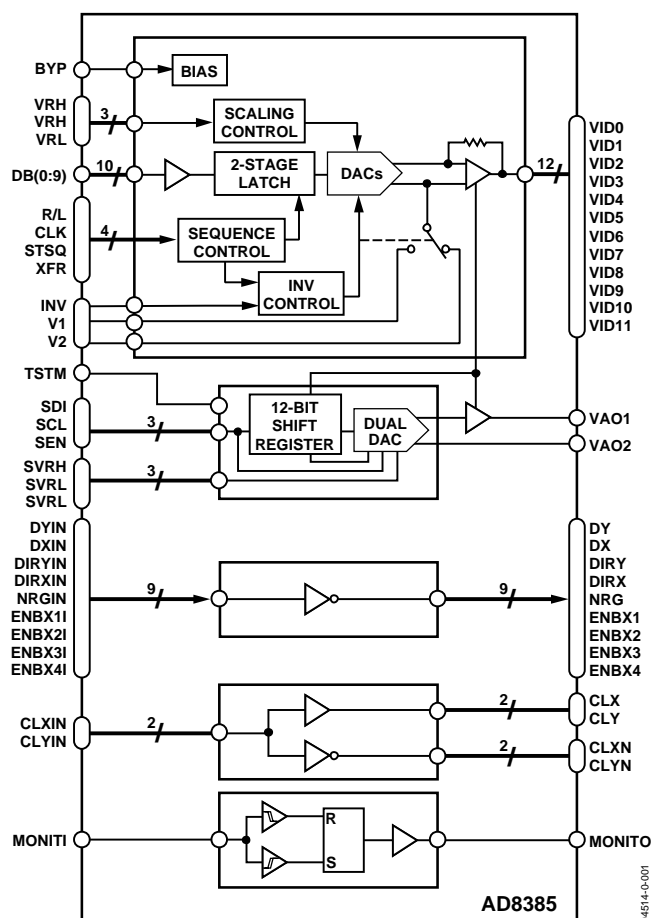 BYP
BIAS
VRH
VRH
VRL
3
SCALING
CONTROL
DB(0:9)
10
2-STAGE
LATCH
DACs
12
VID0
VID1
VID2
VID3
VID4
VID5
VID6
VID7
VID8
VID9
VID10
VID11
R/L
CLK
STSQ
XFR
4
SEQUENCE
CONTROL
INV
CONTROL
INV
V1
V2
TSTM
SDI
SCL
SEN
3
12-BIT
SHIFT
REGISTER
DUAL
DAC
VAO1
VAO2
SVRH
SVRL
SVRL
3
DYIN
DXIN
DIRYIN
DIRXIN
NRGIN
ENBX1I
ENBX2I
ENBX3I
ENBX4I
9
9
DY
DX
DIRY
DIRX
NRG
ENBX1
ENBX2
ENBX3
ENBX4
CLXIN
CLYIN
2
2
CLX
CLY
2
CLXN
CLYN
MONITI
R
S
MONITO
AD8385
04514-0-001